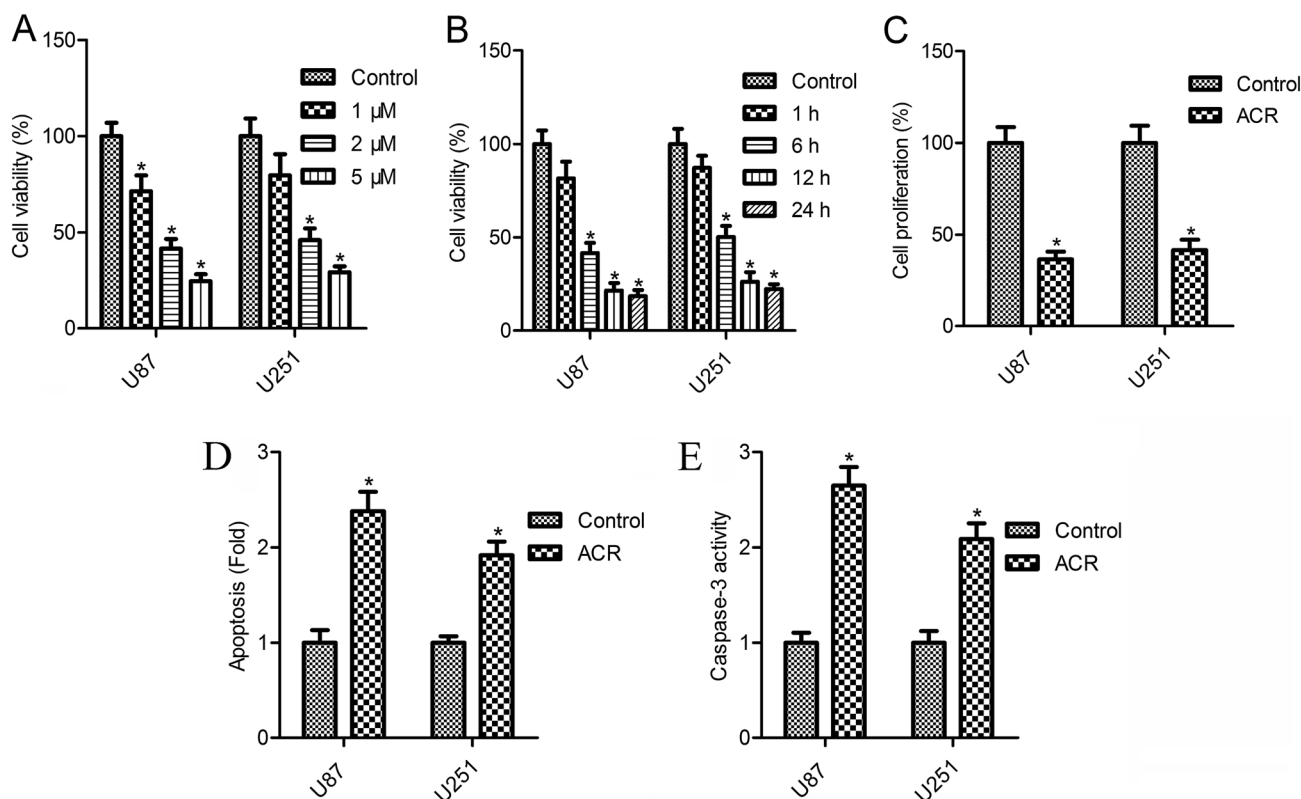 A
150
100
50
0
Cell viability (%)
Control
1 µM
2 µM
5 µM
*
*
*
*
*
U87
U251
B
150
100
50
0
Cell viability (%)
Control
1 h
6 h
12 h
24 h
*
*
*
*
*
*
U87
U251
C
150
100
50
0
Cell proliferation (%)
Control
ACR
*
*
U87
U251
D
3
2
1
0
Apoptosis (Fold)
Control
ACR
*
*
U87
U251
E
3
2
1
0
Caspase-3 activity
Control
ACR
*
*
U87
U251